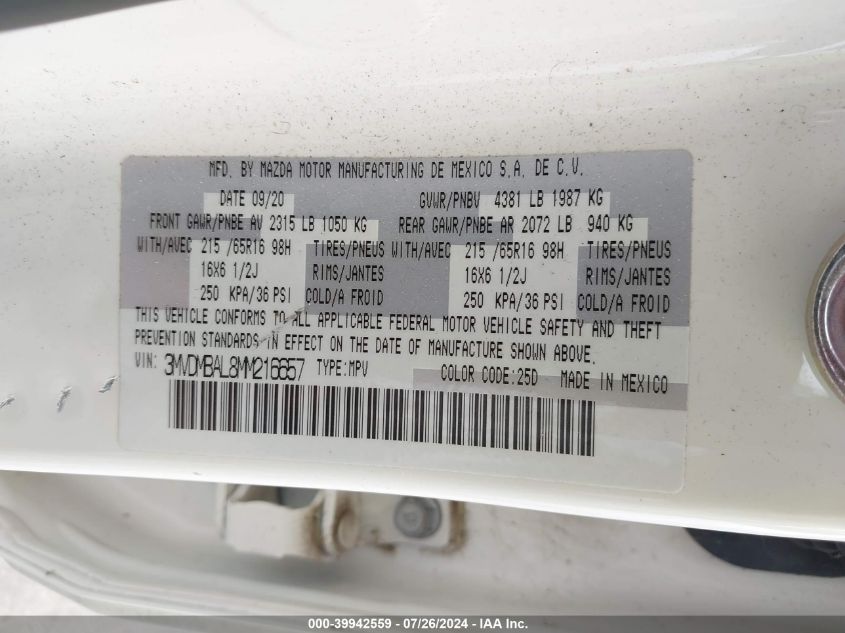 MFD. BY MAZDA MOTOR MANUFACTURING DE MEXICO S.A. DE C.V.
DATE 09/20 GVWR/PNBV 4381 LB 1987 KG
FRONT GAWR/PNBE AV 2315 LB 1050 KG REAR GAWR/PNBE AR 2072 LB 940 KG
WITH/AVEC 215 /65R16 98H TIRES/PNEUS WITH/AVEC 215 /65R16 98H TIRES/PNEUS
16X6 1/2J RIMS/JANTES 16X6 1/2J RIMS/JANTES
250 KPA/36 PSI COLD/A FROID 250 KPA/36 PSI COLD/A FROID
THIS VEHICLE CONFORMS TO ALL APPLICABLE FEDERAL MOTOR VEHICLE SAFETY AND THEFT
PREVENTION STANDARDS IN EFFECT ON THE DATE OF MANUFACTURE SHOWN ABOVE.
VIN: 3MVDMBAL8MM216657 TYPE:MPV COLOR CODE:25D MADE IN MEXICO
000-39942559 - 07/26/2024 - IAA Inc.